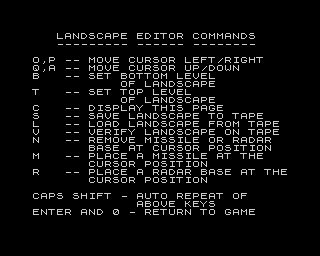 LANDSCAPE EDITOR COMMANDS
--------- ------ --------
O,P -- MOVE CURSOR LEFT/RIGHT
Q,A -- MOVE CURSOR UP/DOWN
B -- SET BOTTOM LEVEL
OF LANDSCAPE
T -- SET TOP LEVEL
OF LANDSCAPE
C -- DISPLAY THIS PAGE
S -- SAVE LANDSCAPE TO TAPE
L -- LOAD LANDSCAPE FROM TAPE
V -- VERIFY LANDSCAPE ON TAPE
N -- REMOVE MISSILE OR RADAR
BASE AT CURSOR POSITION
M -- PLACE A MISSILE AT THE
CURSOR POSITION
R -- PLACE A RADAR BASE AT THE
CURSOR POSITION
CAPS SHIFT - AUTO REPEAT OF
ABOVE KEYS
ENTER AND 0 - RETURN TO GAME